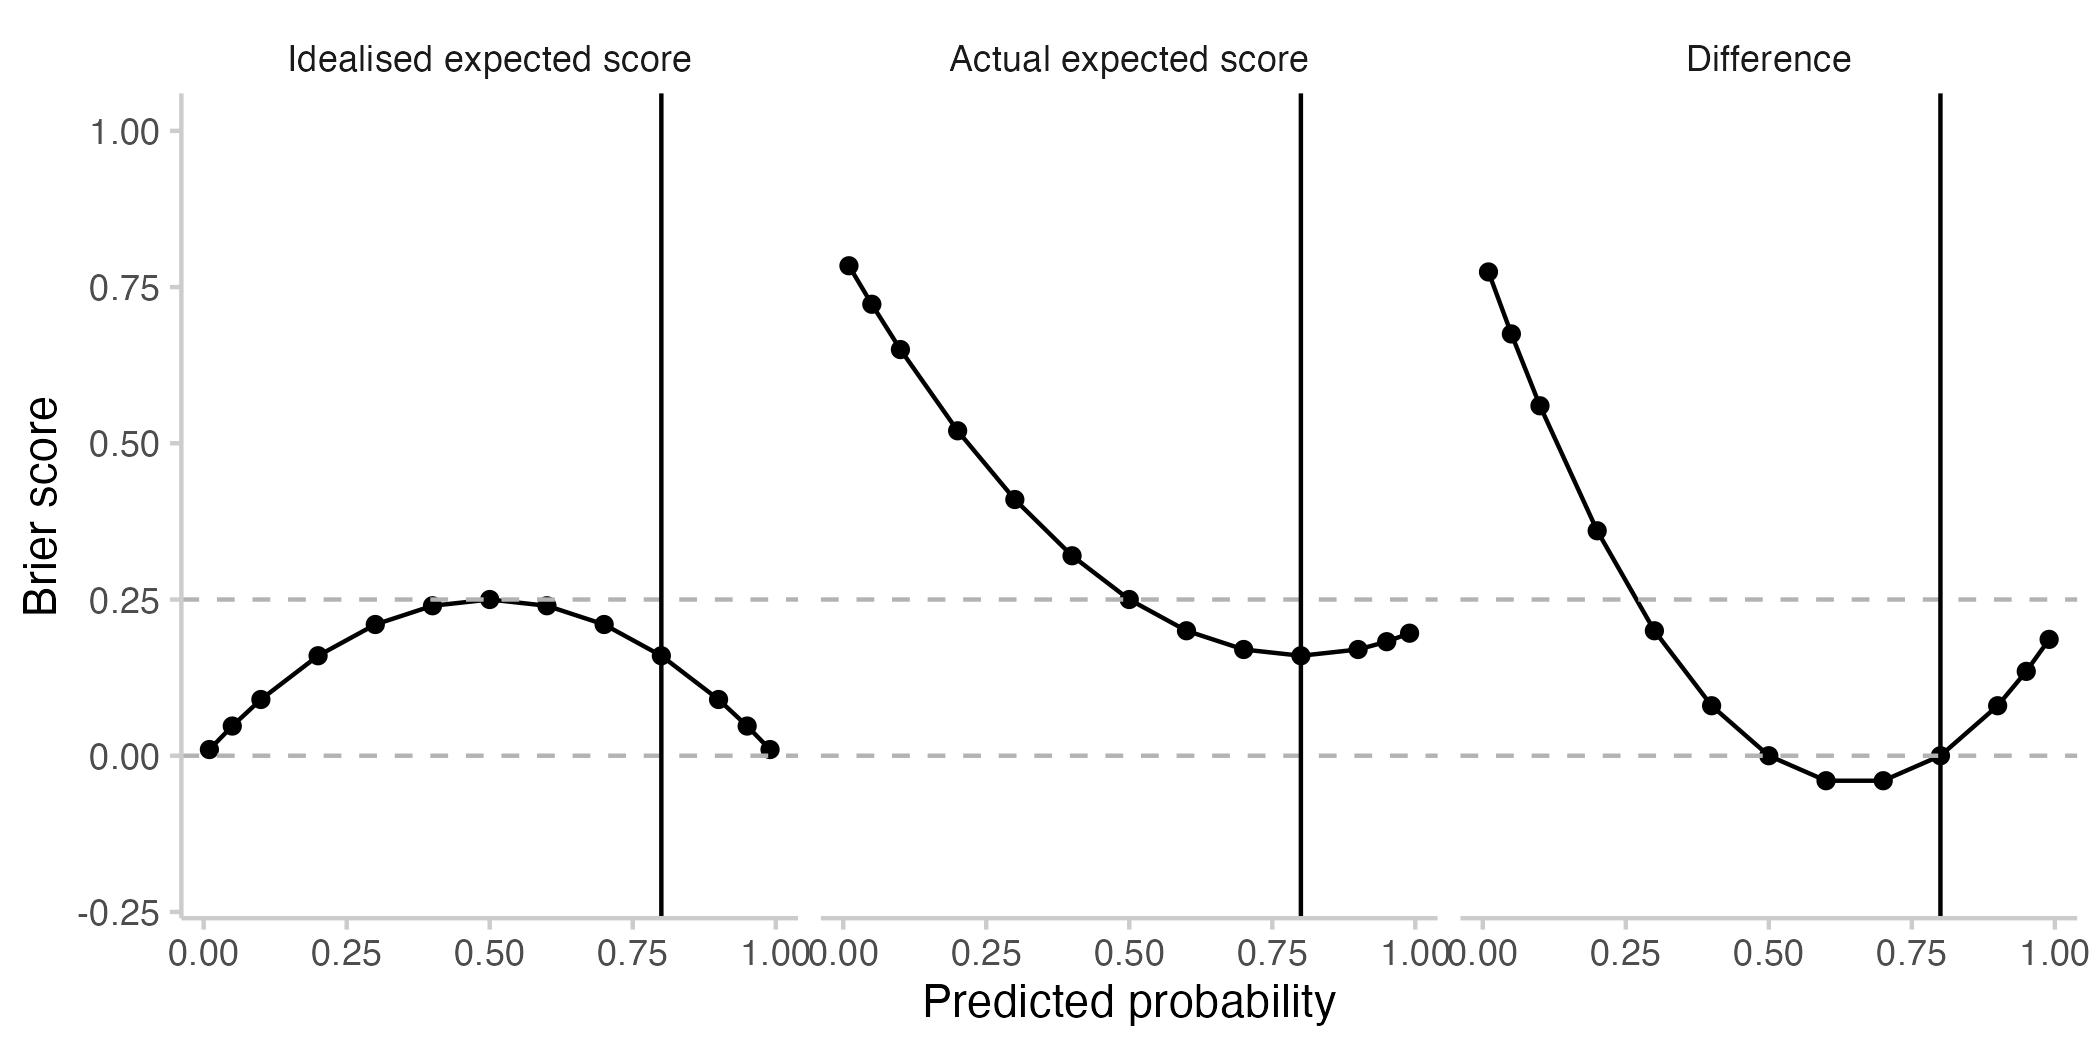 Idealised expected score
Actual expected score
Difference
Brier score
1.00
0.75
0.50
0.25
0.00
-0.25
0.00 0.25 0.50 0.75 1.00
0.00 0.25 0.50 0.75 1.00
0.00 0.25 0.50 0.75 1.00
Predicted probability